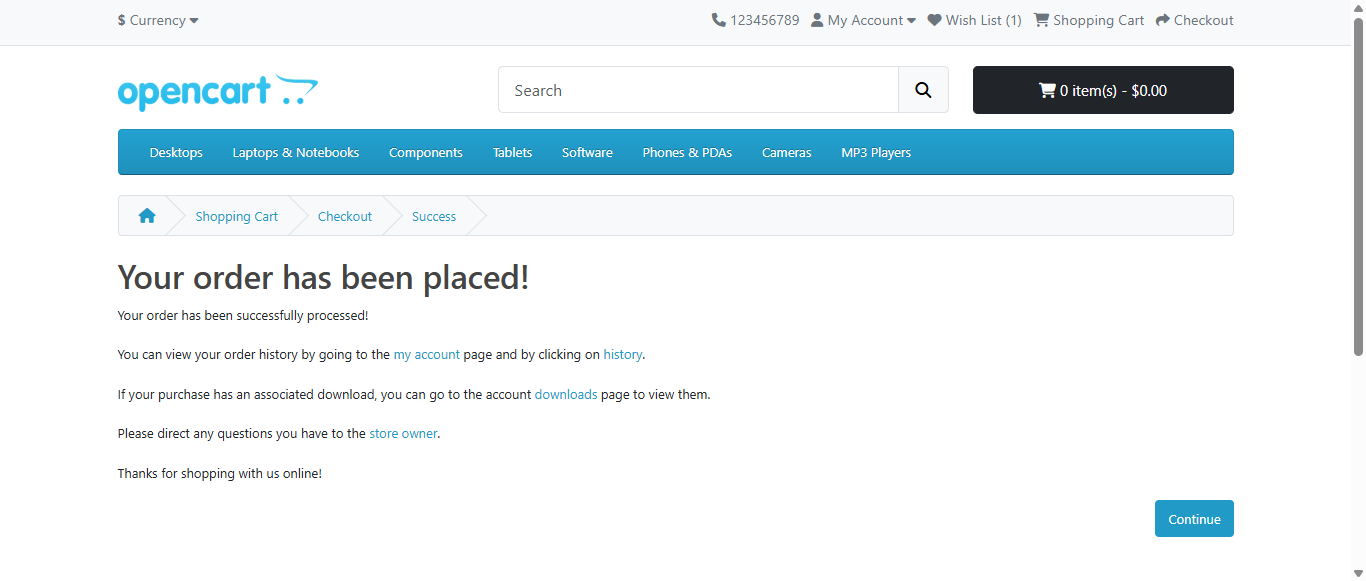 $ Currency
123456789 My Account Wish List (1) Shopping Cart Checkout
opencart
Search
0 item(s) - $0.00
Desktops Laptops & Notebooks Components Tablets Software Phones & PDAs Cameras MP3 Players
Shopping Cart Checkout Success
Your order has been placed!
Your order has been successfully processed!
You can view your order history by going to the my account page and by clicking on history.
If your purchase has an associated download, you can go to the account downloads page to view them.
Please direct any questions you have to the store owner.
Thanks for shopping with us online!
Continue